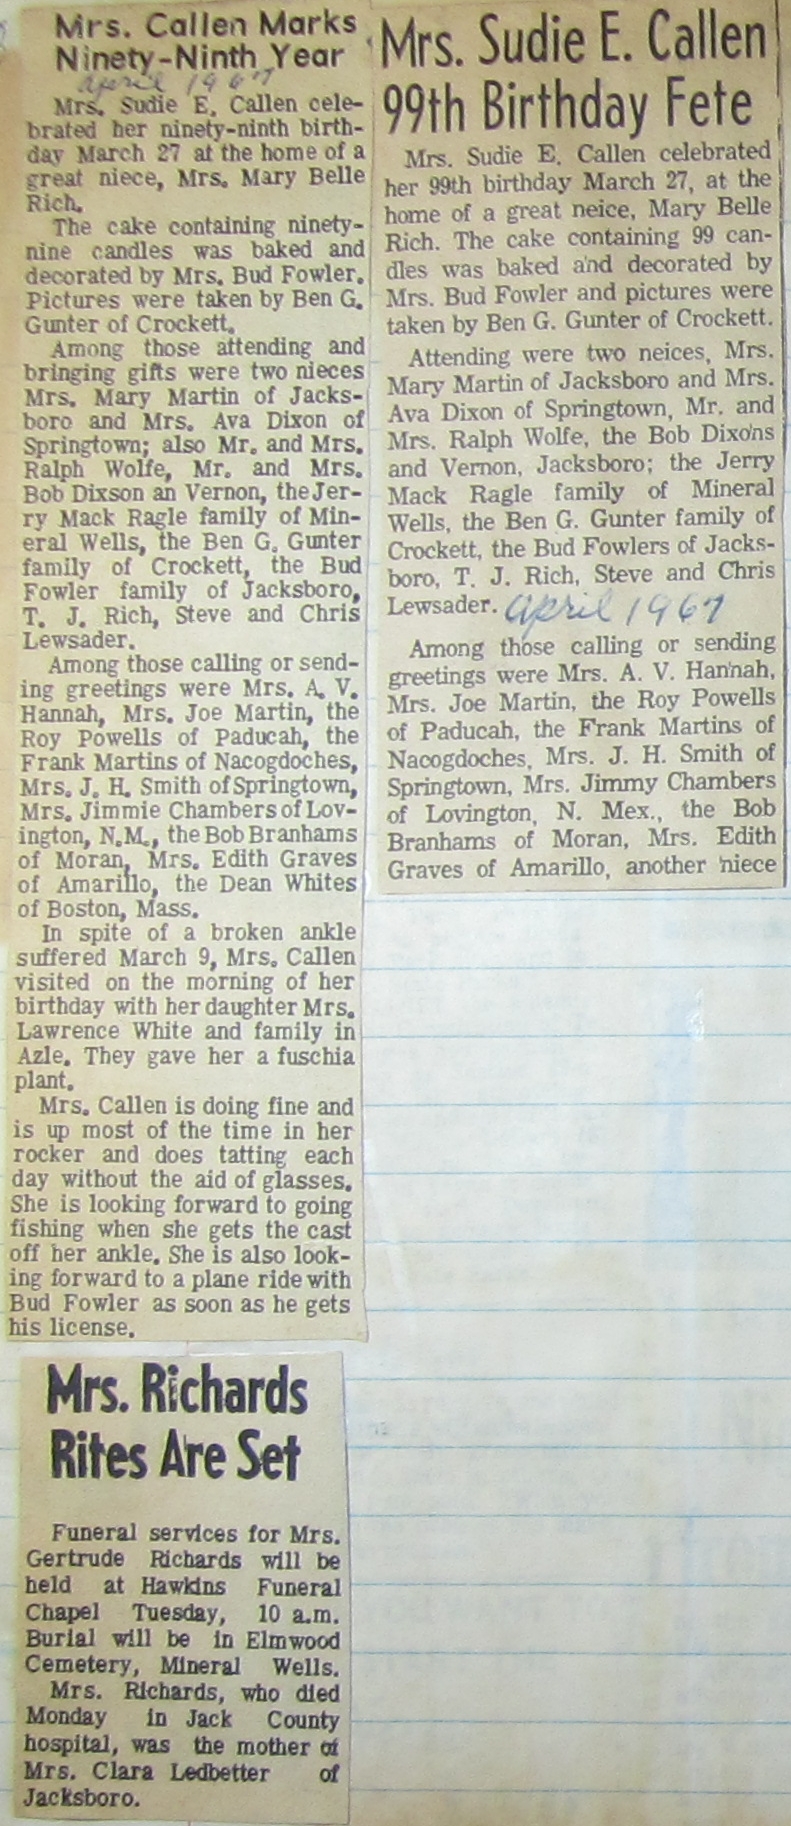 Mrs. Callen Marks
Ninety-Ninth Year
april 1967
Mrs. Sudie E. Callen cele-
brated her ninety-ninth birth-
day March 27 at the home of a
great niece, Mrs. Mary Belle
Rich.
The cake containing ninety-
nine candles was baked and
decorated by Mrs. Bud Fowler.
Pictures were taken by Ben G.
Gunter of Crockett.
Among those attending and
bringing gifts were two nieces
Mrs. Mary Martin of Jacks-
boro and Mrs. Ava Dixon of
Springtown; also Mr. and Mrs.
Ralph Wolfe, Mr. and Mrs.
Bob Dixson an Vernon, the Jer-
ry Mack Ragle family of Min-
eral Wells, the Ben G. Gunter
family of Crockett, the Bud
Fowler family of Jacksboro,
T. J. Rich, Steve and Chris
Lewsader.
Among those calling or send-
ing greetings were Mrs. A. V.
Hannah, Mrs. Joe Martin, the
Roy Powells of Paducah, the
Frank Martins of Nacogdoches,
Mrs. J. H. Smith of Springtown,
Mrs. Jimmie Chambers of Lov-
ington, N.M., the Bob Branhams
of Moran, Mrs. Edith Graves
of Amarillo, the Dean Whites
of Boston, Mass.
In spite of a broken ankle
suffered March 9, Mrs. Callen
visited on the morning of her
birthday with her daughter Mrs.
Lawrence White and family in
Azle. They gave her a fuschia
plant.
Mrs. Callen is doing fine and
is up most of the time in her
rocker and does tatting each
day without the aid of glasses.
She is looking forward to going
fishing when she gets the cast
off her ankle. She is also look-
ing forward to a plane ride with
Bud Fowler as soon as he gets
his license.
Mrs. Richards
Rites Are Set
Funeral services for Mrs.
Gertrude Richards will be
held at Hawkins Funeral
Chapel Tuesday, 10 a.m.
Burial will be in Elmwood
Cemetery, Mineral Wells.
Mrs. Richards, who died
Monday in Jack County
hospital, was the mother of
Mrs. Clara Ledbetter of
Jacksboro.
Mrs. Sudie E. Callen
99th Birthday Fete
Mrs. Sudie E. Callen celebrated
her 99th birthday March 27, at the
home of a great neice, Mary Belle
Rich. The cake containing 99 can-
dles was baked and decorated by
Mrs. Bud Fowler and pictures were
taken by Ben G. Gunter of Crockett.
Attending were two neices, Mrs.
Mary Martin of Jacksboro and Mrs.
Ava Dixon of Springtown, Mr. and
Mrs. Ralph Wolfe, the Bob Dixons
and Vernon, Jacksboro; the Jerry
Mack Ragle family of Mineral
Wells, the Ben G. Gunter family of
Crockett, the Bud Fowlers of Jacks-
boro, T. J. Rich, Steve and Chris
Lewsader. april 1967
Among those calling or sending
greetings were Mrs. A. V. Hannah,
Mrs. Joe Martin, the Roy Powells
of Paducah, the Frank Martins of
Nacogdoches, Mrs. J. H. Smith of
Springtown, Mrs. Jimmy Chambers
of Lovington, N. Mex., the Bob
Branhams of Moran, Mrs. Edith
Graves of Amarillo, another niece